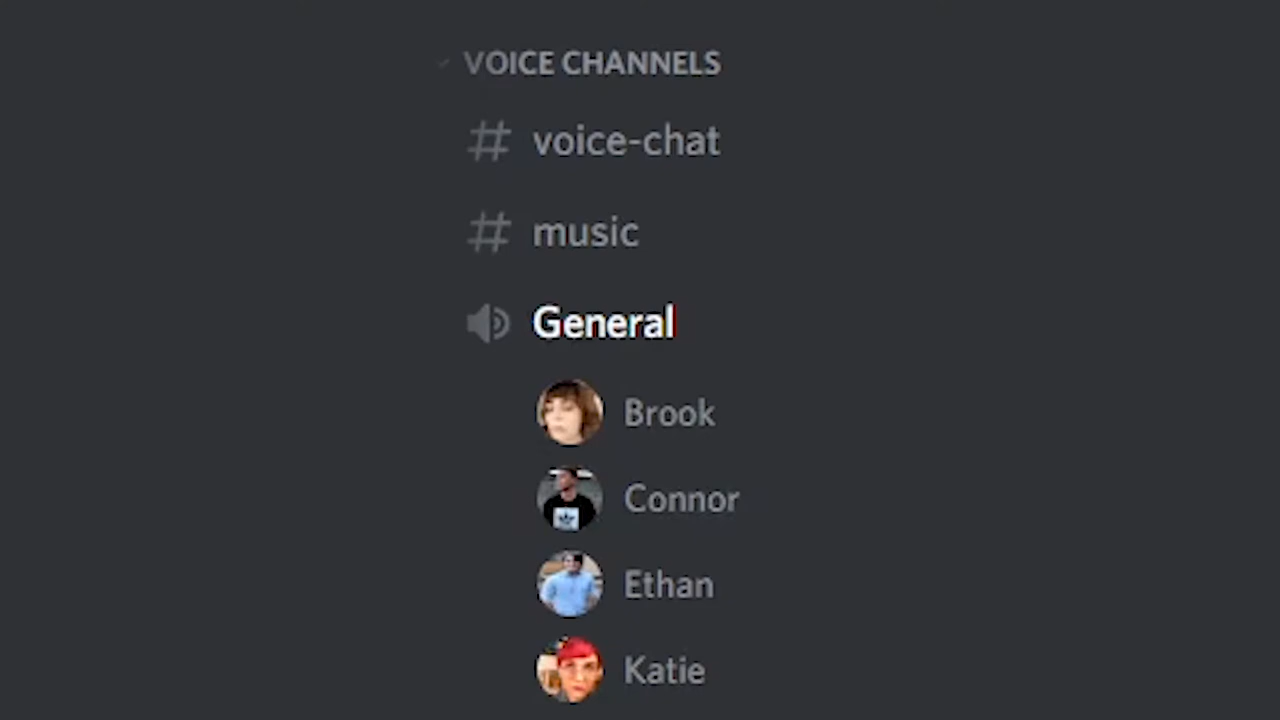 VOICE CHANNELS
# voice-chat
# music
General
Brook
Connor
Ethan
Katie